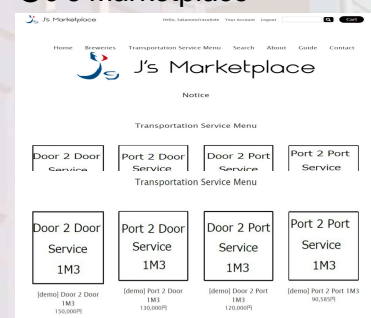 J's Marketplace
J's J's Marketplace
Your Account Logout
Cart
Home Breweries Transportation Service Menu Search About Guide Contact
J's J's Marketplace
Notice
Transportation Service Menu
Door 2 Door Port 2 Door Door 2 Port Port 2 Port
Service Service Service Service
Transportation Service Menu
Door 2 Door Port 2 Door Door 2 Port Port 2 Port
Service Service Service Service
1M3 1M3 1M3 1M3
[demo] Door 2 Door [demo] Port 2 Door [demo] Door 2 Port [demo] Port 2 Port 1M3
1M3 1M3 1M3 90,585円
150,000円 130,000円 120,000円